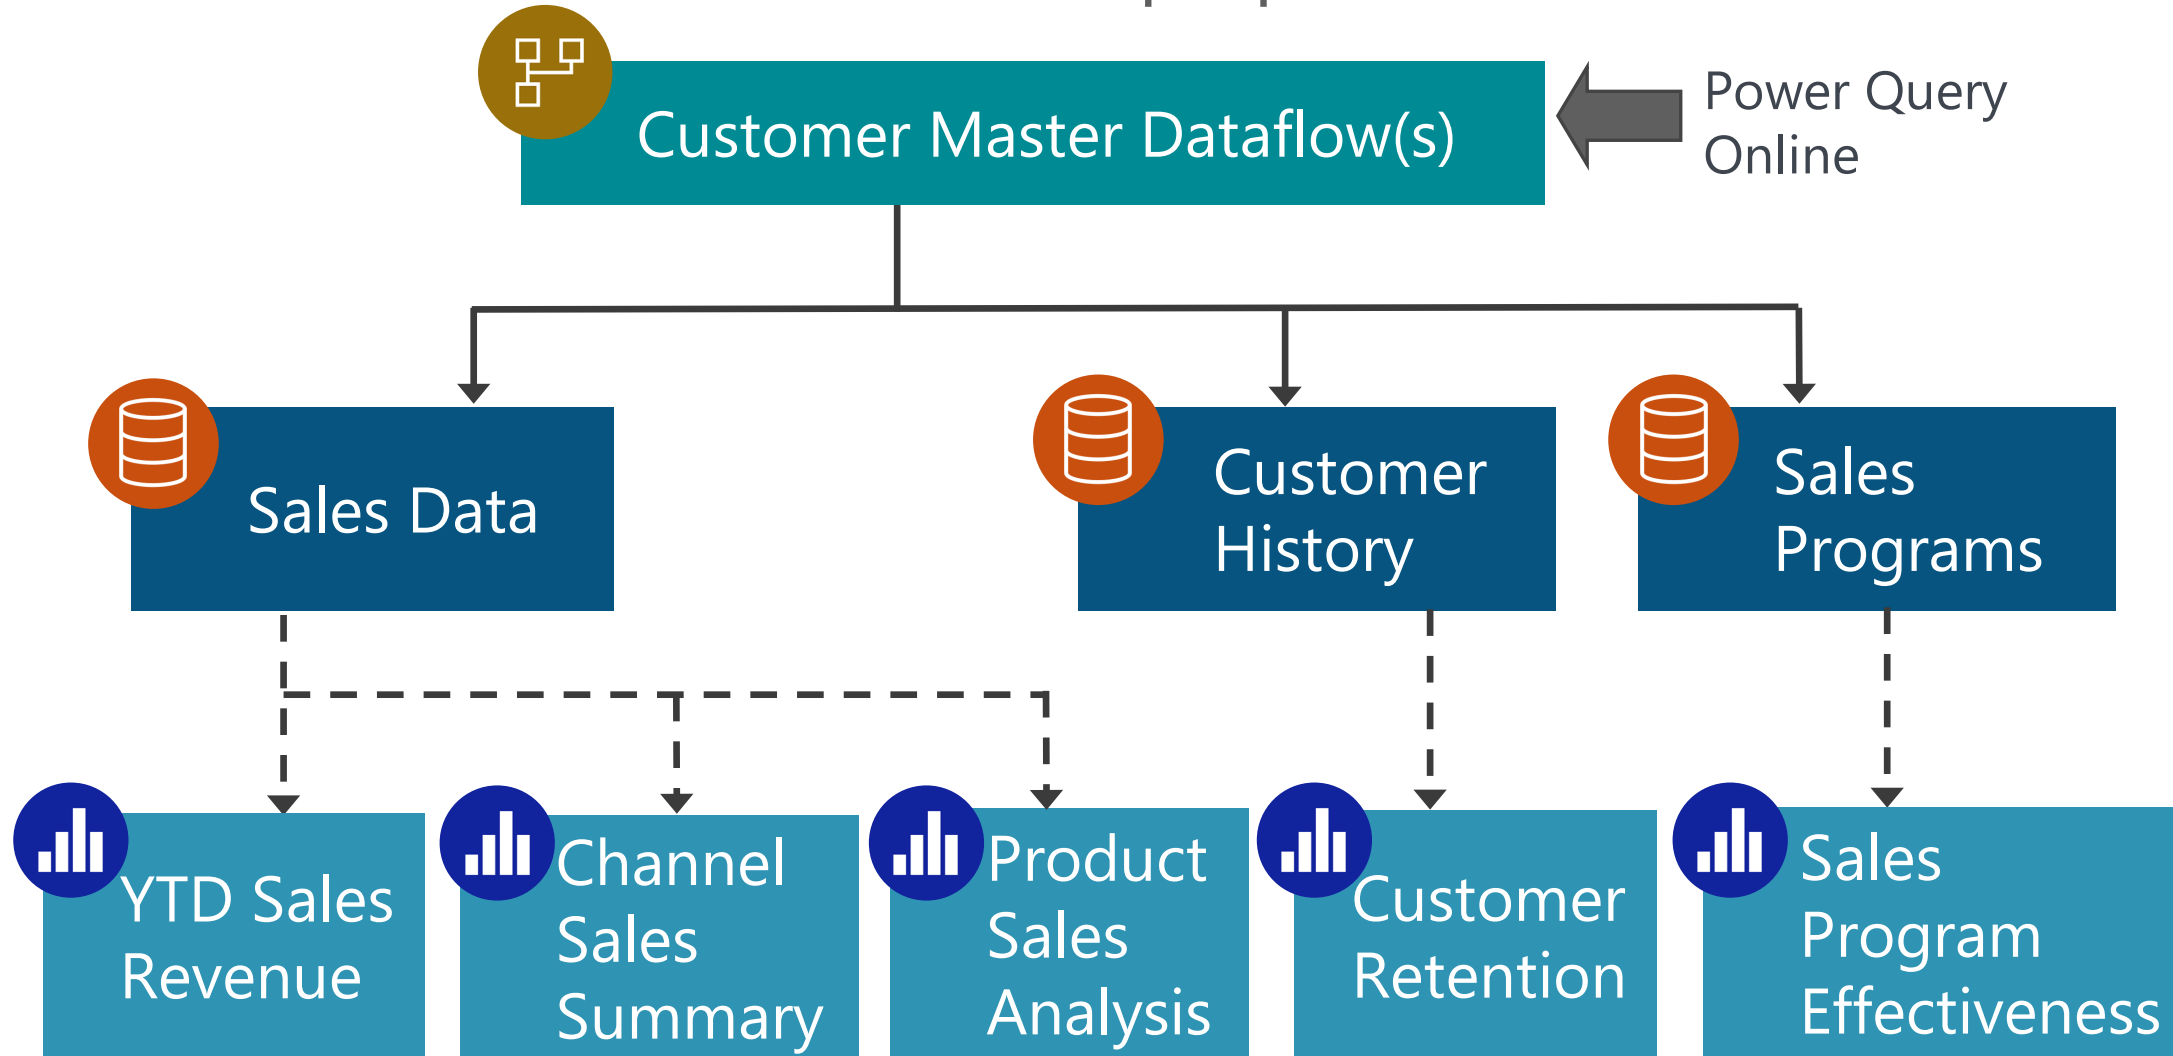 Customer Master Dataflow(s)
Power Query
Online
Sales Data
Customer
History
Sales
Programs
YTD Sales
Revenue
Channel
Sales
Summary
Product
Sales
Analysis
Customer
Retention
Sales
Program
Effectiveness